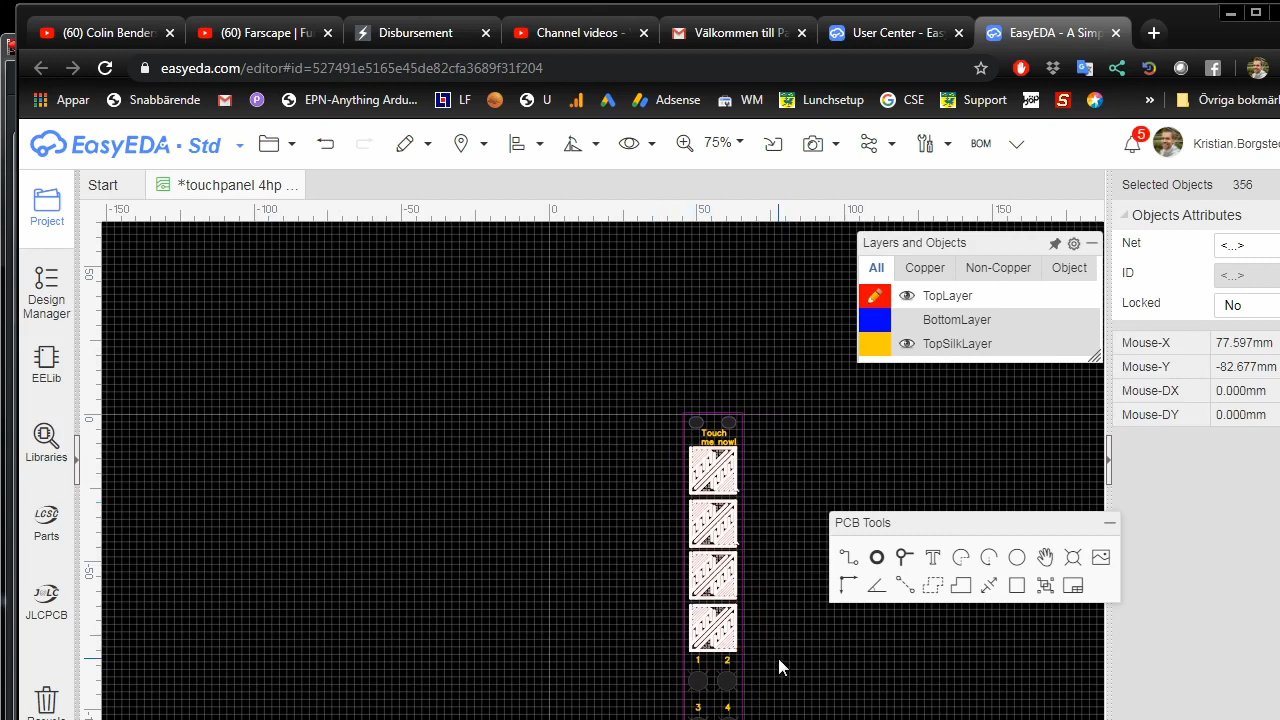 (60) Colin Benders
(60) Farscape | Fu
Disbursement
Channel videos -
Välkommen till Pa
User Center - Eas
EasyEDA - A Simp
easyeda.com/editor#id=527491e5165e45de82cfa3689f31f204
Appar
Snabbärende
EPN-Anything Ardu...
LF
U
Adsense
WM
Lunchsetup
CSE
Support
»
Övriga bokmärk
EasyEDA · Std
75%
BOM
5
Kristian.Borgste
Project
Start
*touchpanel 4hp ...
Selected Objects 356
-150 -100 -50 0 50 100 150
Objects Attributes
Net <...>
ID <...>
Locked No
Mouse-X 77.597mm
Mouse-Y -82.677mm
Mouse-DX 0.000mm
Mouse-DY 0.000mm
Layers and Objects
All Copper Non-Copper Object
TopLayer
BottomLayer
TopSilkLayer
50
0
-50
Design
Manager
EELib
Libraries
LCSC
Parts
JLCPCB
Touch
me now!
PCB Tools
1 2
3 4